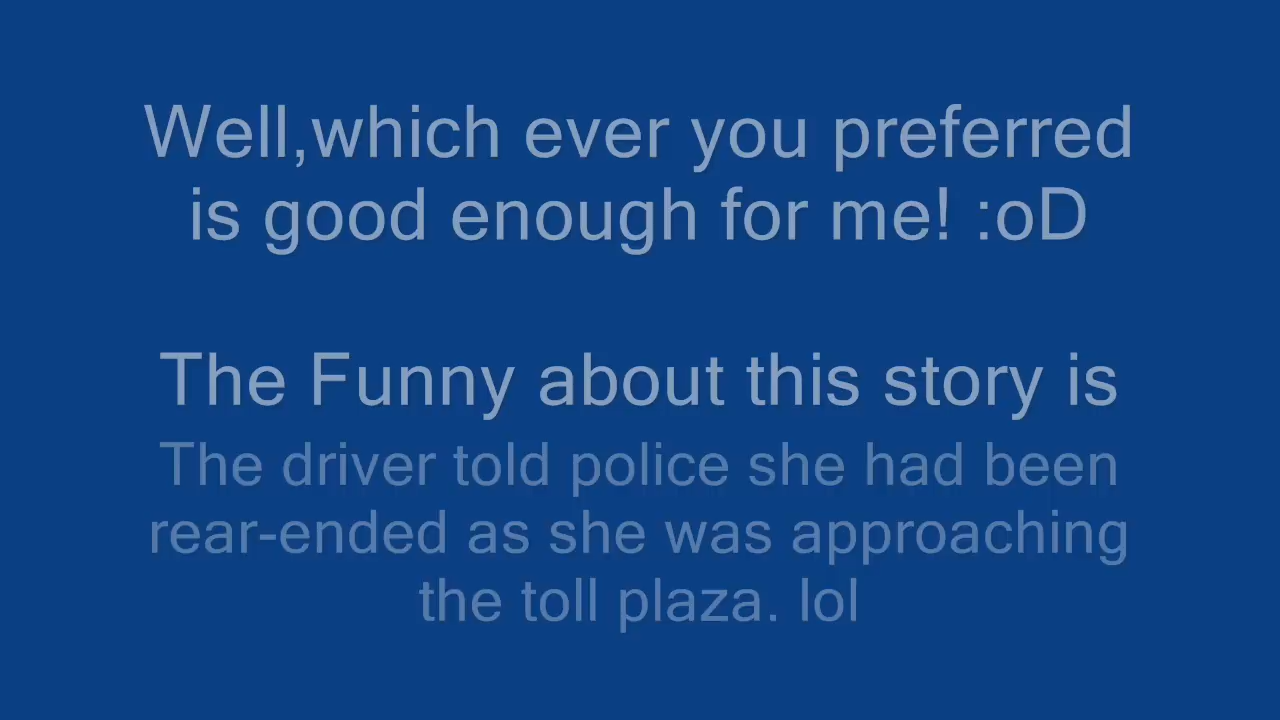 Well,which ever you preferred
is good enough for me! :oD
The Funny about this story is
The driver told police she had been
rear-ended as she was approaching
the toll plaza. lol